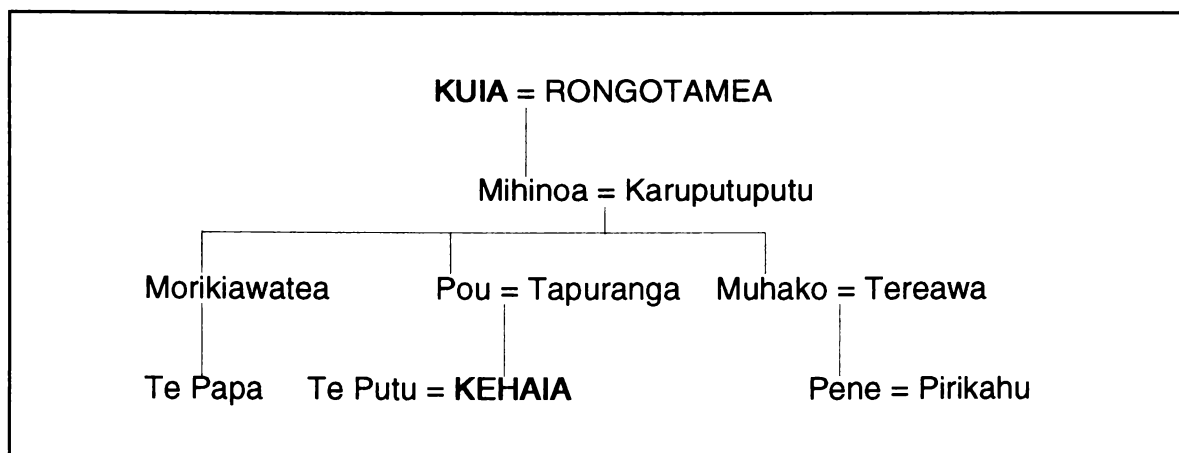 KUIA = RONGOTAMEA
Mihinoa = Karuputuputu
Morikiawatea Pou = Tapuranga Muhako = Tereawa
Te Papa Te Putu = KEHAIA Pene = Pirikahu